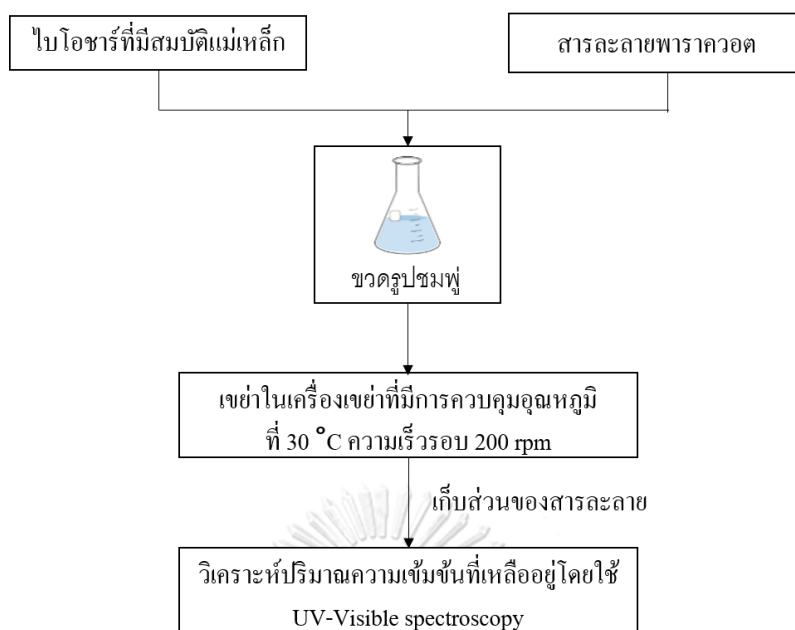 ไบโอชาร์ที่มีสมบัติแม่เหล็ก
สารละลายพาราควอต
ขวดรูปชมพู่
เขย่าในเครื่องเขย่าที่มีการควบคุมอุณหภูมิ
ที่ 30 °C ความเร็วรอบ 200 rpm
เก็บส่วนของสารละลาย
วิเคราะห์ปริมาณความเข้มข้นที่เหลืออยู่โดยใช้
UV-Visible spectroscopy